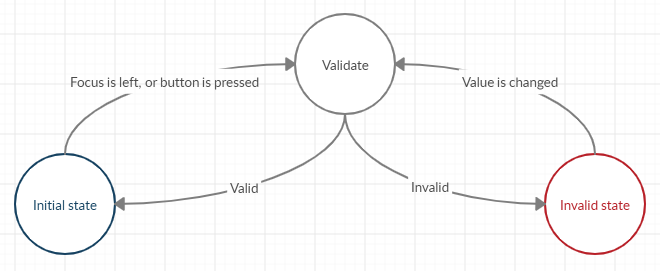 Validate
Focus is left, or button is pressed
Value is changed
Valid
Invalid
Initial state
Invalid state